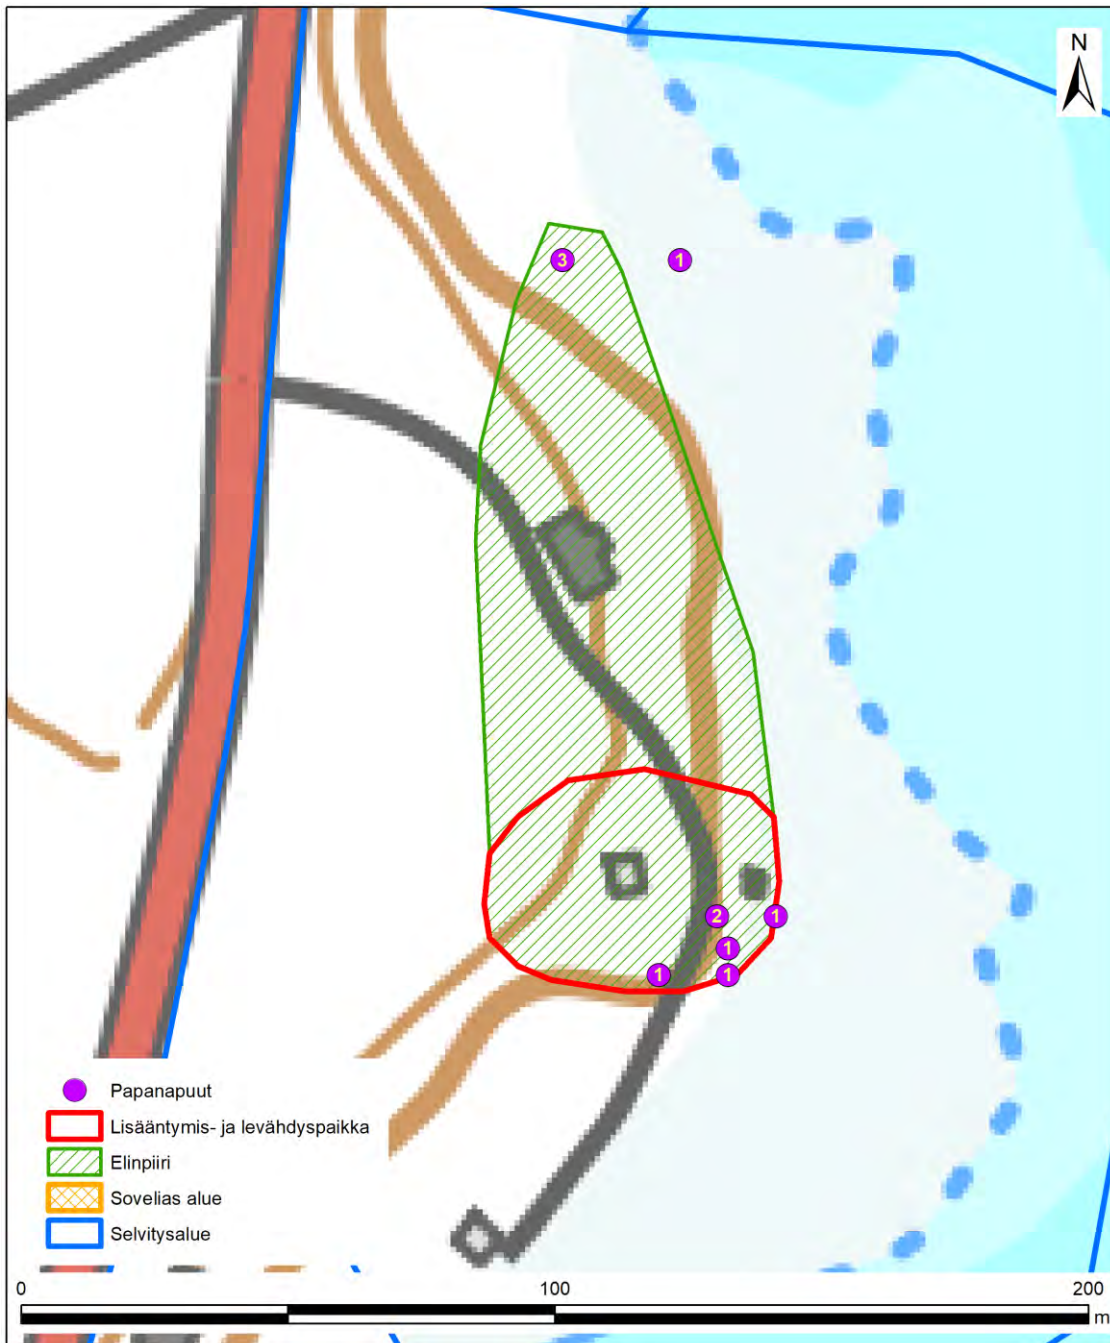 N
3 1
2 1
1
1 1
Papanapuut
Lisääntymis- ja levähdyspaikka
Elinpiiri
Sovelias alue
Selvitysalue
0 100 200
m